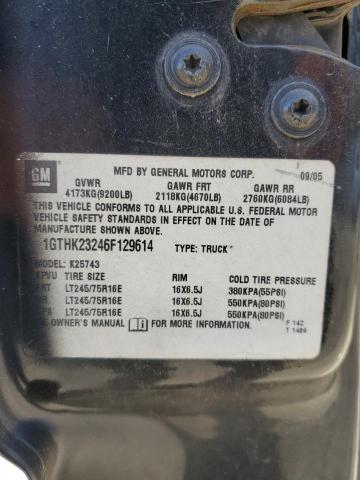 GM
MFD BY GENERAL MOTORS CORP. 09/05
GVWR GAWR FRT GAWR RR
4173KG(9200LB) 2118KG(4670LB) 2760KG(6084LB)
THIS VEHICLE CONFORMS TO ALL APPLICABLE U.S. FEDERAL MOTOR
VEHICLE SAFETY STANDARDS IN EFFECT ON THE DATE OF
MANUFACTURE SHOWN ABOVE.
1GTHK23246F129614 TYPE: TRUCK
MODEL: K25743
PVU TIRE SIZE RIM COLD TIRE PRESSURE
LT245/75R16E 16X6.5J 380KPA(55PSI)
LT245/75R16E 16X6.5J 550KPA(80PSI)
LT245/75R16E 16X6.5J 550KPA(80PSI)
OWNER'S MANUAL FOR MORE INFORMATION. F 142
T 1489